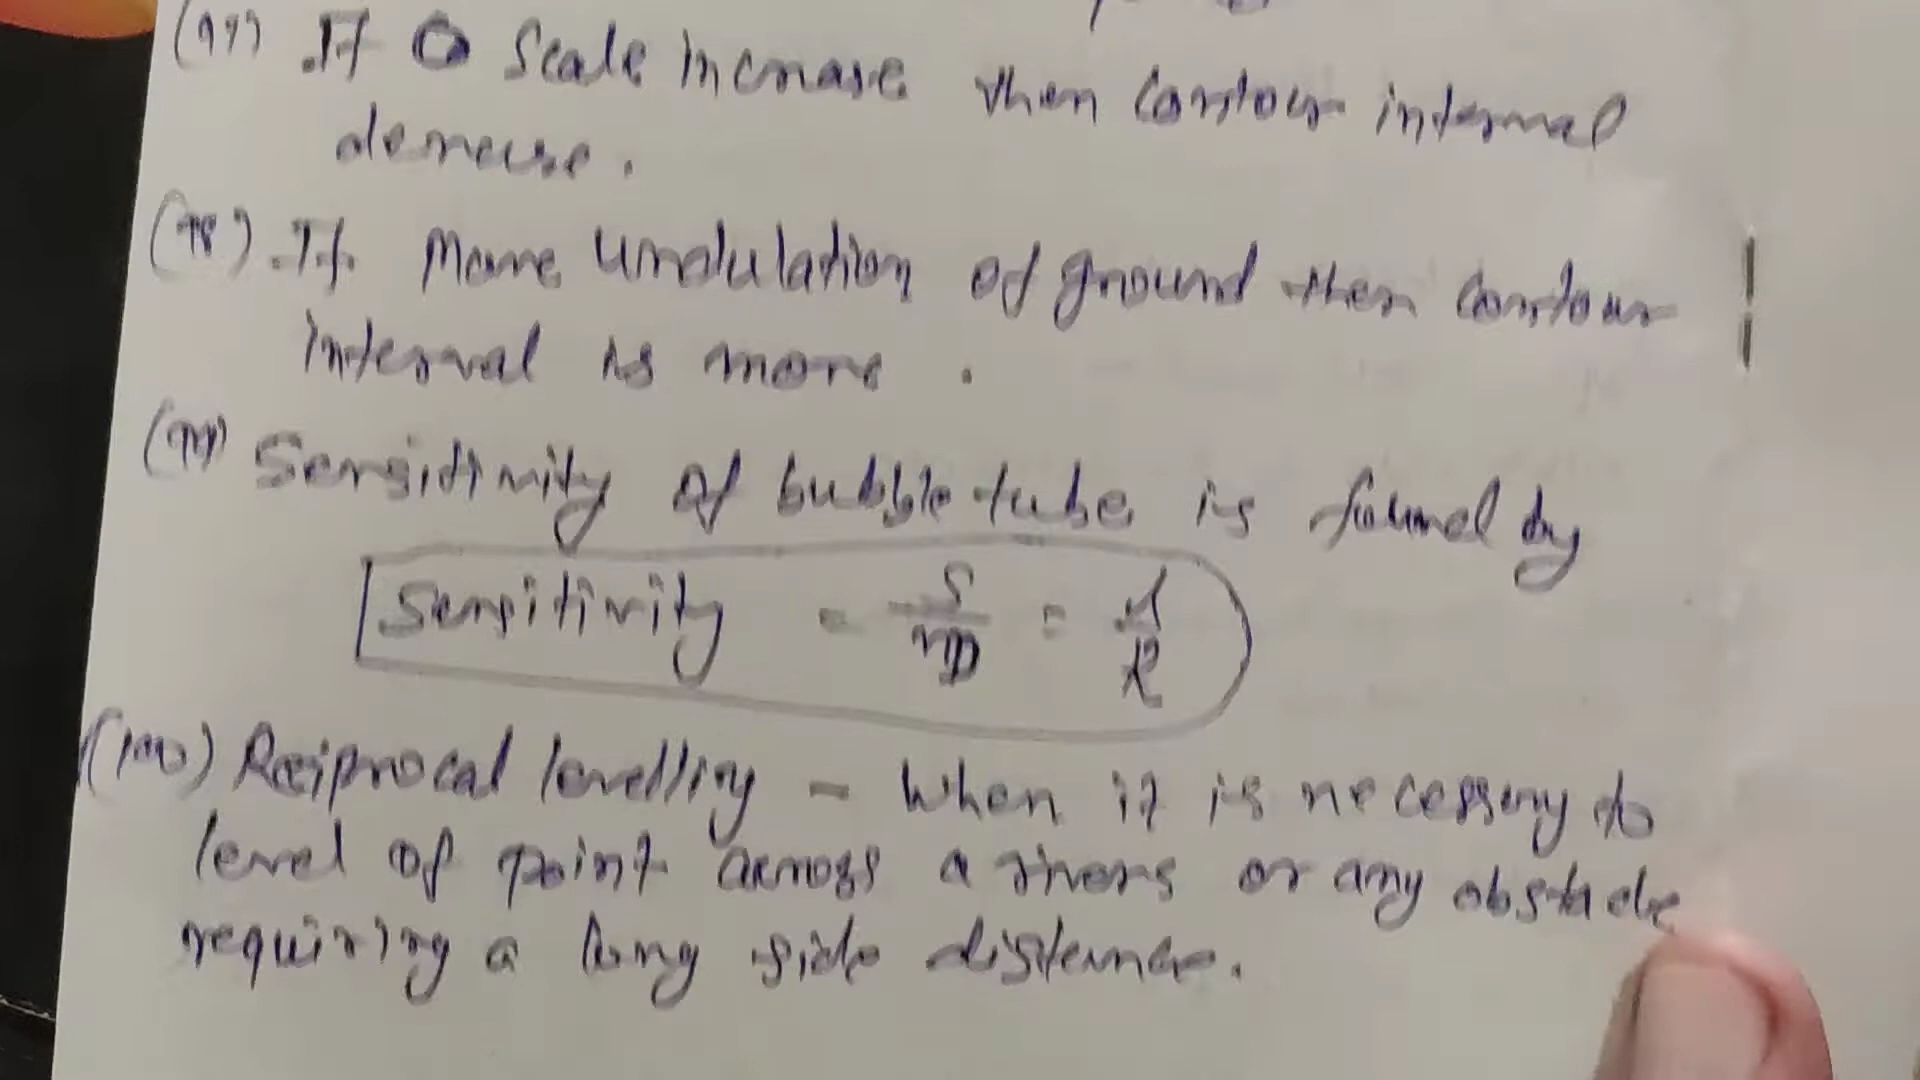 (97) If Scale increase then contour interval
decrease.
(98) If More undulation of ground then contour
interval is more.
(99) Sensitivity of bubble tube is found by
Sensitivity = S/nD = l/R
(100) Reciprocal levelling - When it is necessary to
level of point across a rivers or any obstacle
requiring a long side distance.